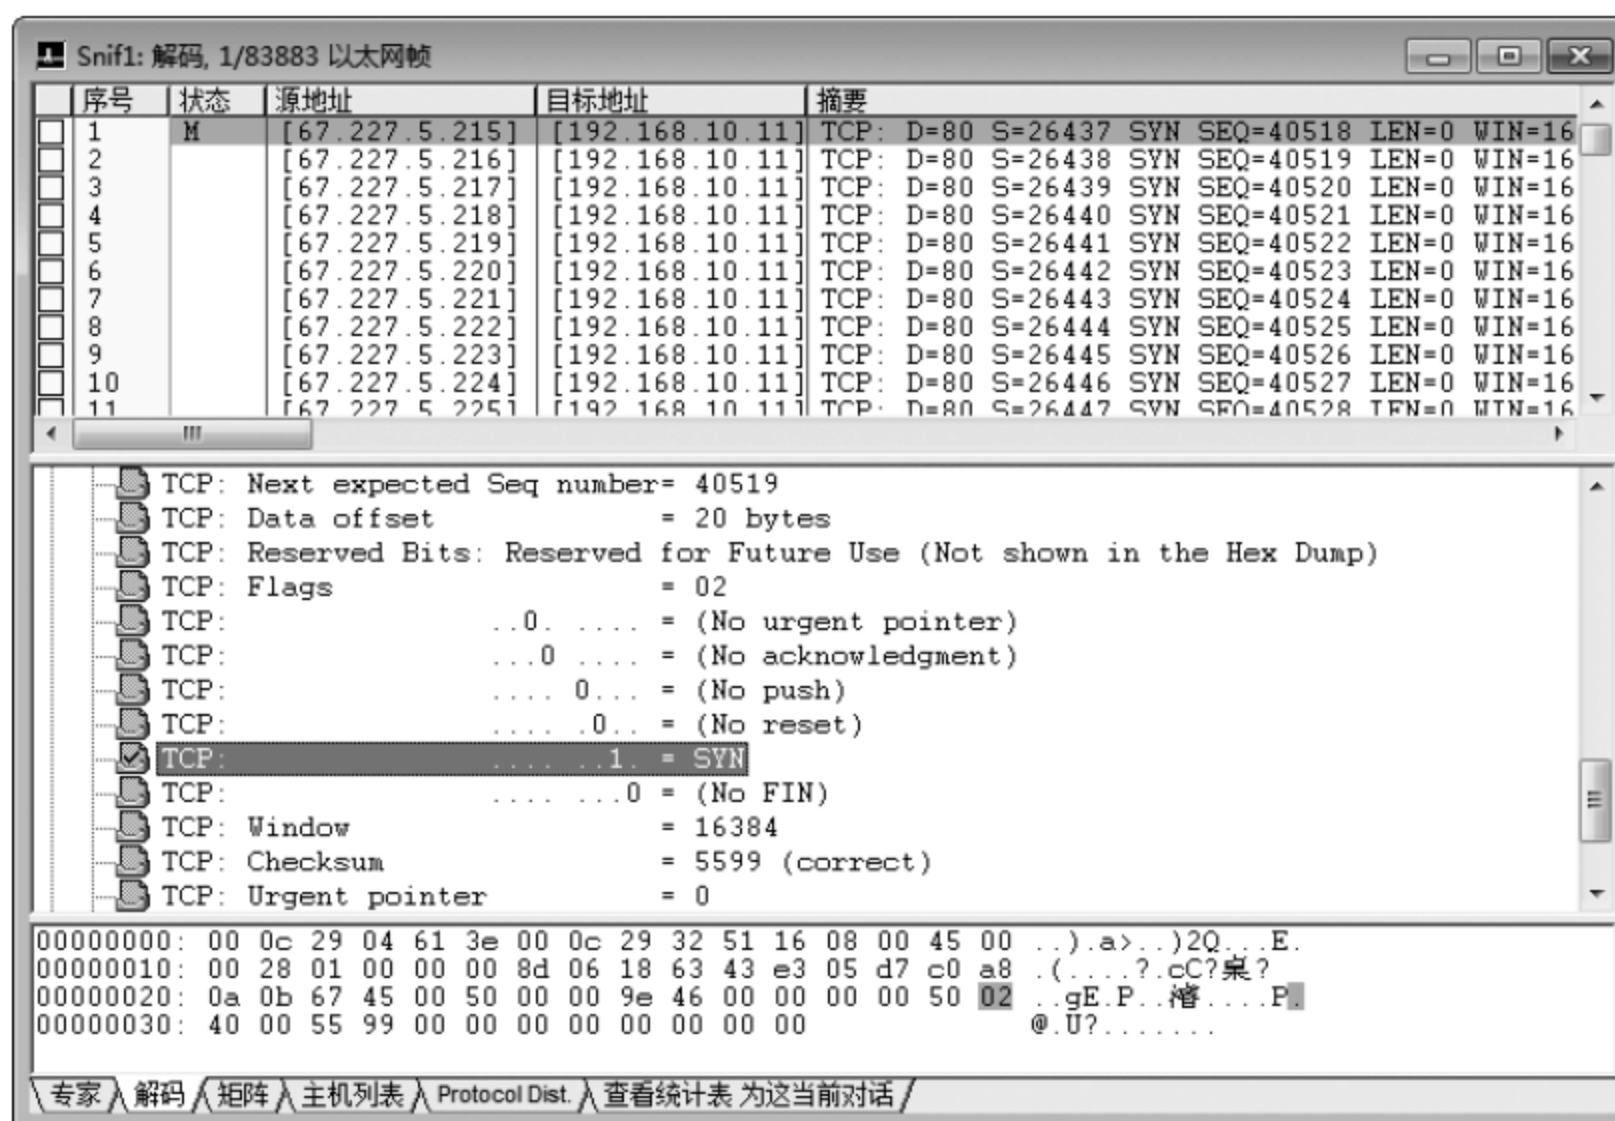 Snif1: 解码, 1/83883 以太网帧
序号 状态 源地址 目标地址 摘要
1 M [67.227.5.215] [192.168.10.11] TCP: D=80 S=26437 SYN SEQ=40518 LEN=0 WIN=16
2 [67.227.5.216] [192.168.10.11] TCP: D=80 S=26438 SYN SEQ=40519 LEN=0 WIN=16
3 [67.227.5.217] [192.168.10.11] TCP: D=80 S=26439 SYN SEQ=40520 LEN=0 WIN=16
4 [67.227.5.218] [192.168.10.11] TCP: D=80 S=26440 SYN SEQ=40521 LEN=0 WIN=16
5 [67.227.5.219] [192.168.10.11] TCP: D=80 S=26441 SYN SEQ=40522 LEN=0 WIN=16
6 [67.227.5.220] [192.168.10.11] TCP: D=80 S=26442 SYN SEQ=40523 LEN=0 WIN=16
7 [67.227.5.221] [192.168.10.11] TCP: D=80 S=26443 SYN SEQ=40524 LEN=0 WIN=16
8 [67.227.5.222] [192.168.10.11] TCP: D=80 S=26444 SYN SEQ=40525 LEN=0 WIN=16
9 [67.227.5.223] [192.168.10.11] TCP: D=80 S=26445 SYN SEQ=40526 LEN=0 WIN=16
10 [67.227.5.224] [192.168.10.11] TCP: D=80 S=26446 SYN SEQ=40527 LEN=0 WIN=16
11 [67.227.5.225] [192.168.10.11] TCP: D=80 S=26447 SYN SEQ=40528 LEN=0 WIN=16
TCP: Next expected Seq number= 40519
TCP: Data offset = 20 bytes
TCP: Reserved Bits: Reserved for Future Use (Not shown in the Hex Dump)
TCP: Flags = 02
TCP: ..0. .... = (No urgent pointer)
TCP: ...0 .... = (No acknowledgment)
TCP: .... 0... = (No push)
TCP: .... .0.. = (No reset)
TCP: .... ..1. = SYN
TCP: .... ...0 = (No FIN)
TCP: Window = 16384
TCP: Checksum = 5599 (correct)
TCP: Urgent pointer = 0
00000000: 00 0c 29 04 61 3e 00 0c 29 32 51 16 08 00 45 00 ..).a>..)2Q...E.
00000010: 00 28 01 00 00 00 8d 06 18 63 43 e3 05 d7 c0 a8 .(....?.cC?枲?
00000020: 0a 0b 67 45 00 50 00 00 9e 46 00 00 00 00 50 02 ..gE.P..濬....P.
00000030: 40 00 55 99 00 00 00 00 00 00 00 00 @.U?........
专家 解码 矩阵 主机列表 Protocol Dist. 查看统计表 为这当前对话